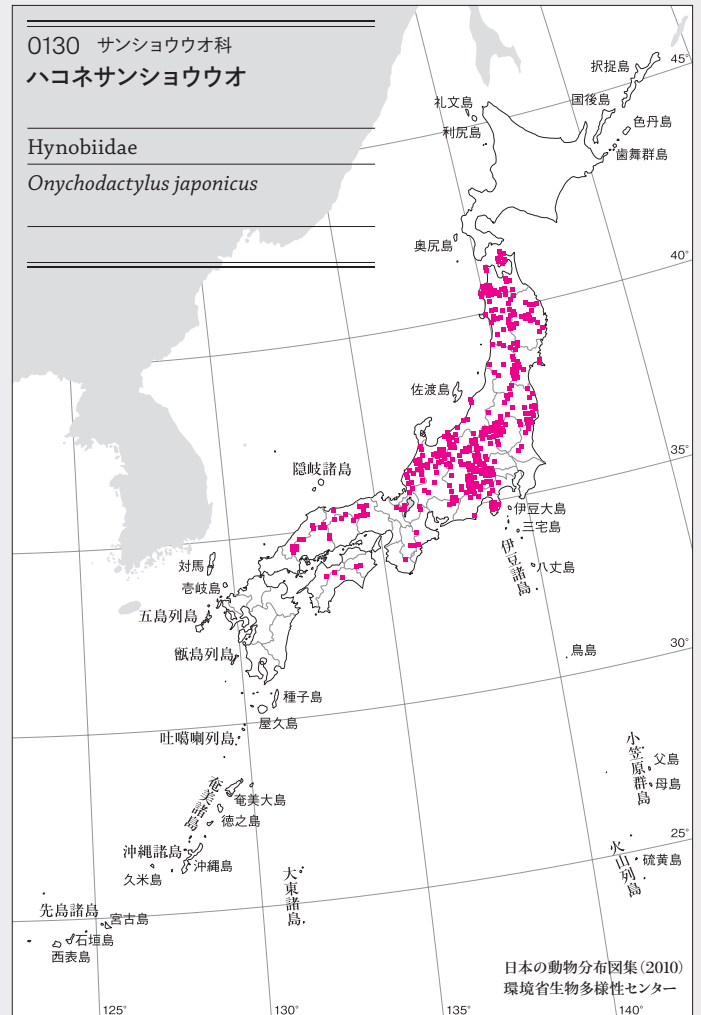 0130 サンショウウオ科
ハコネサンショウウオ
Hynobiidae
Onychodactylus japonicus
択捉島
45°
礼文島
国後島
利尻島
色丹島
歯舞群島
奥尻島
40°
佐渡島
35°
隠岐諸島
伊豆大島
三宅島
伊豆諸島
八丈島
対馬
壱岐島
五島列島
甑島列島
鳥島
30°
種子島
屋久島
吐噶喇列島
小笠原群島
父島
母島
奄美諸島
奄美大島
徳之島
25°
沖縄諸島
沖縄島
久米島
火山列島
硫黄島
大東諸島
先島諸島
宮古島
石垣島
西表島
日本の動物分布図集(2010)
環境省生物多様性センター
125°
130°
135°
140°